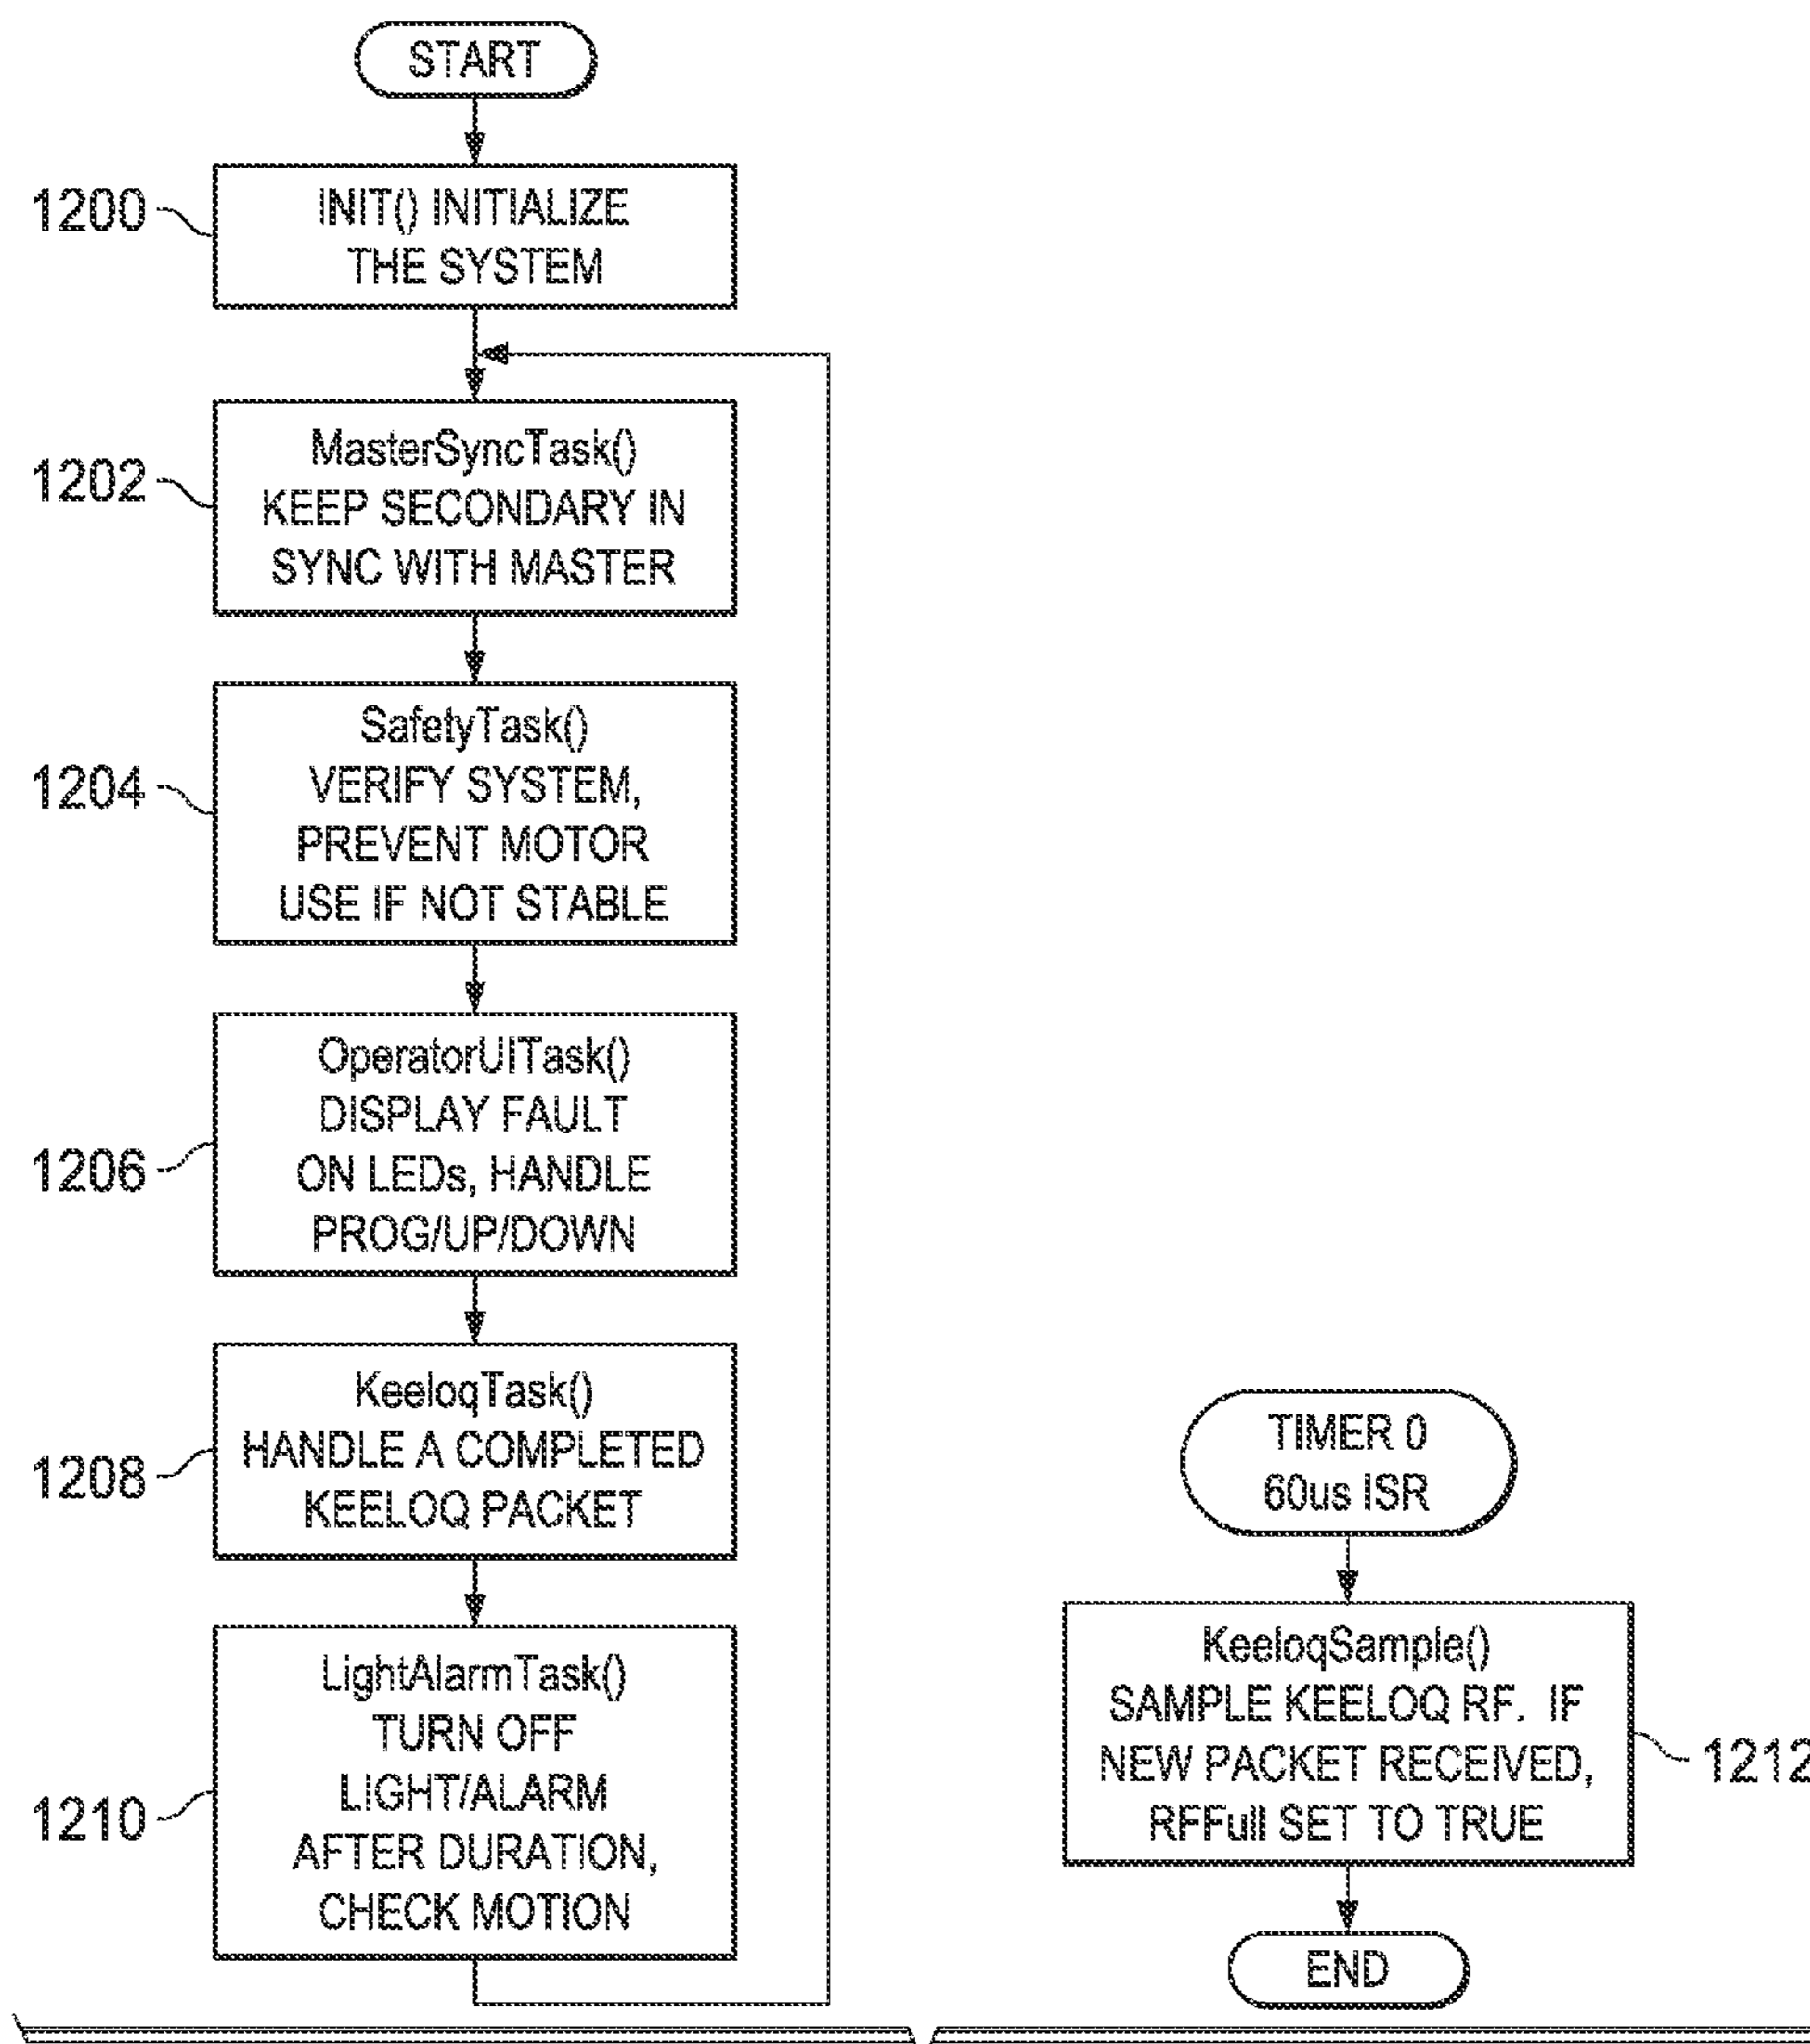 START
1200
INIT() INITIALIZE
THE SYSTEM
1202
MasterSyncTask()
KEEP SECONDARY IN
SYNC WITH MASTER
1204
SafetyTask()
VERIFY SYSTEM,
PREVENT MOTOR
USE IF NOT STABLE
1206
OperatorUITask()
DISPLAY FAULT
ON LEDs, HANDLE
PROG/UP/DOWN
1208
KeeloqTask()
HANDLE A COMPLETED
KEELOQ PACKET
1210
LightAlarmTask()
TURN OFF
LIGHT/ALARM
AFTER DURATION,
CHECK MOTION
TIMER 0
60us ISR
KeeloqSample()
SAMPLE KEELOQ RF. IF
NEW PACKET RECEIVED,
RFFull SET TO TRUE
1212
END